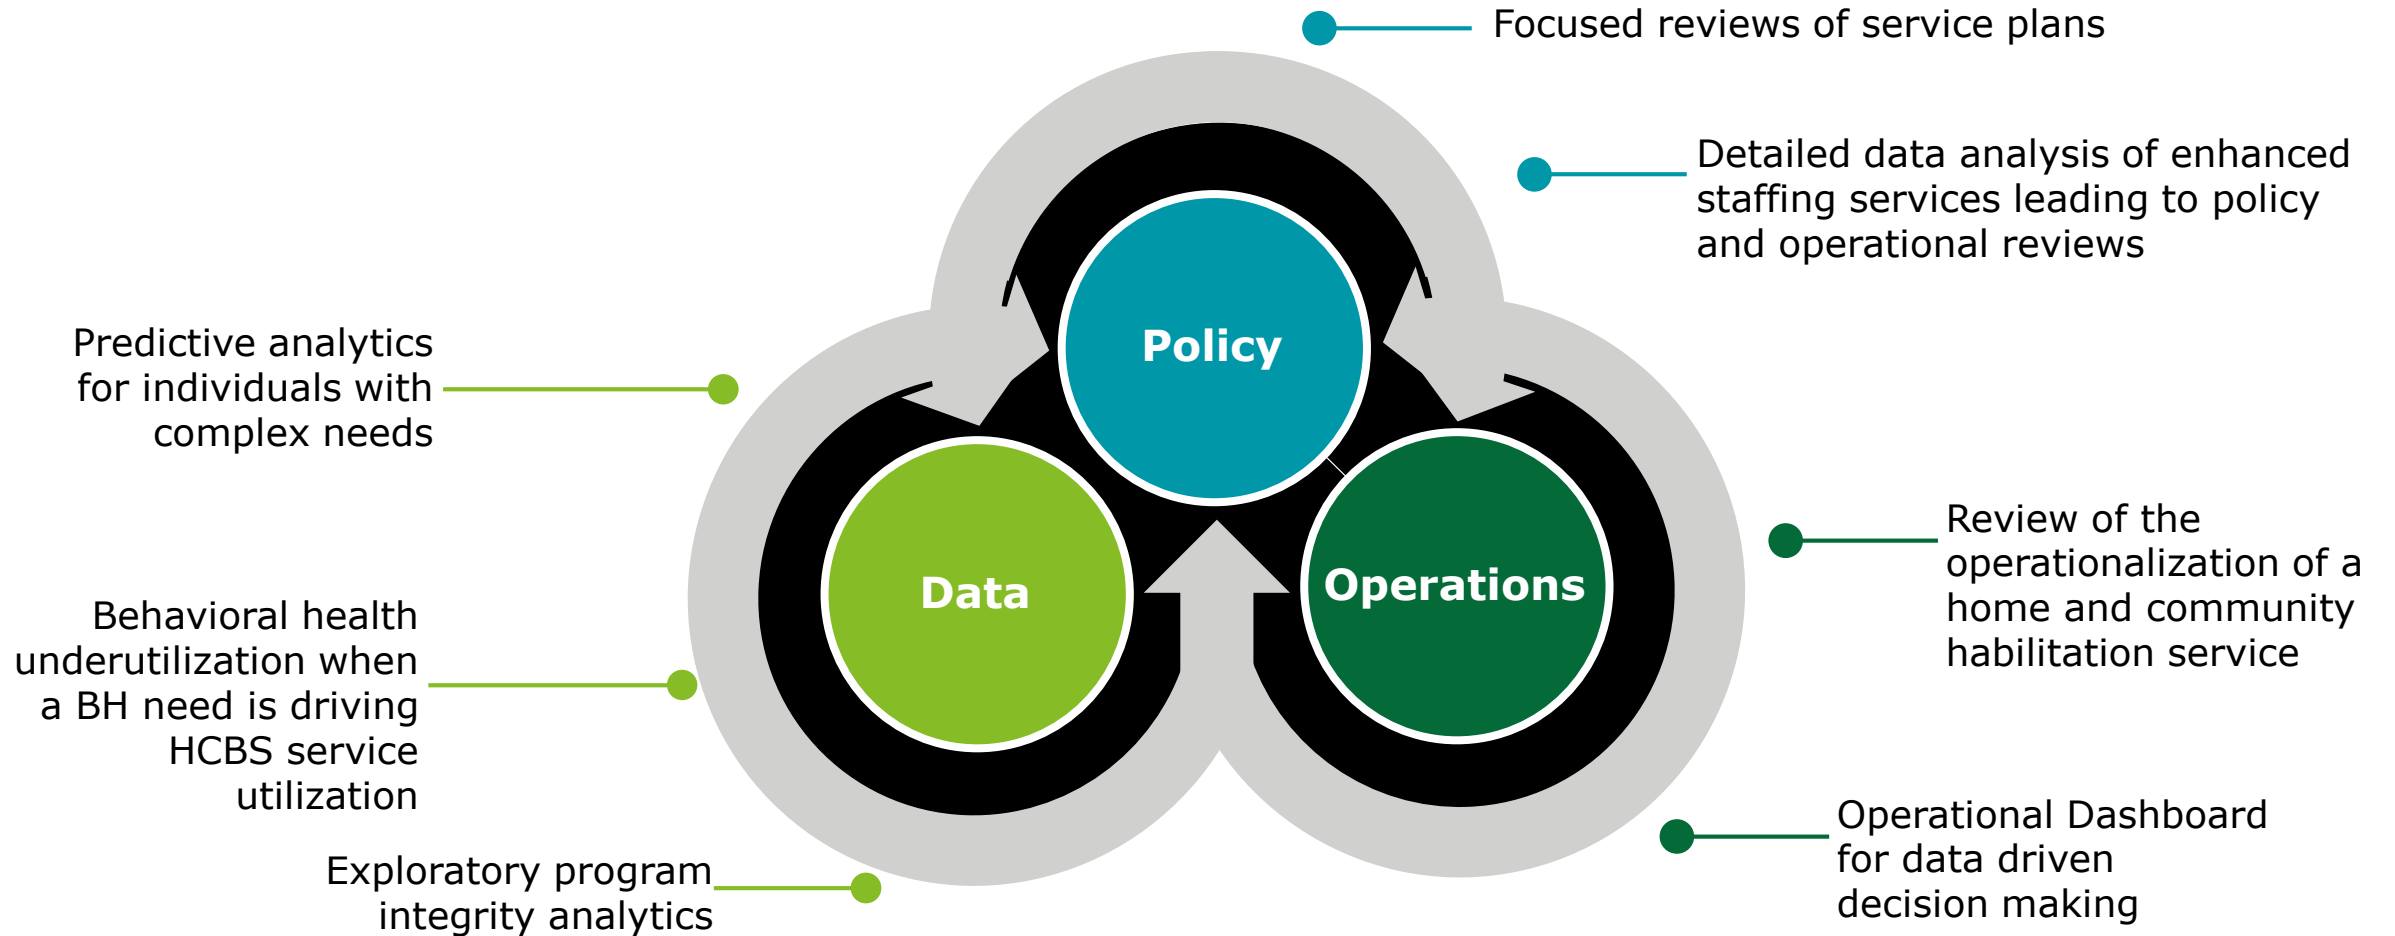 Focused reviews of service plans
Detailed data analysis of enhanced
staffing services leading to policy
and operational reviews
Policy
Predictive analytics
for individuals with
complex needs
Data
Operations
Review of the
operationalization of a
home and community
habilitation service
Behavioral health
underutilization when
a BH need is driving
HCBS service
utilization
Operational Dashboard
for data driven
decision making
Exploratory program
integrity analytics